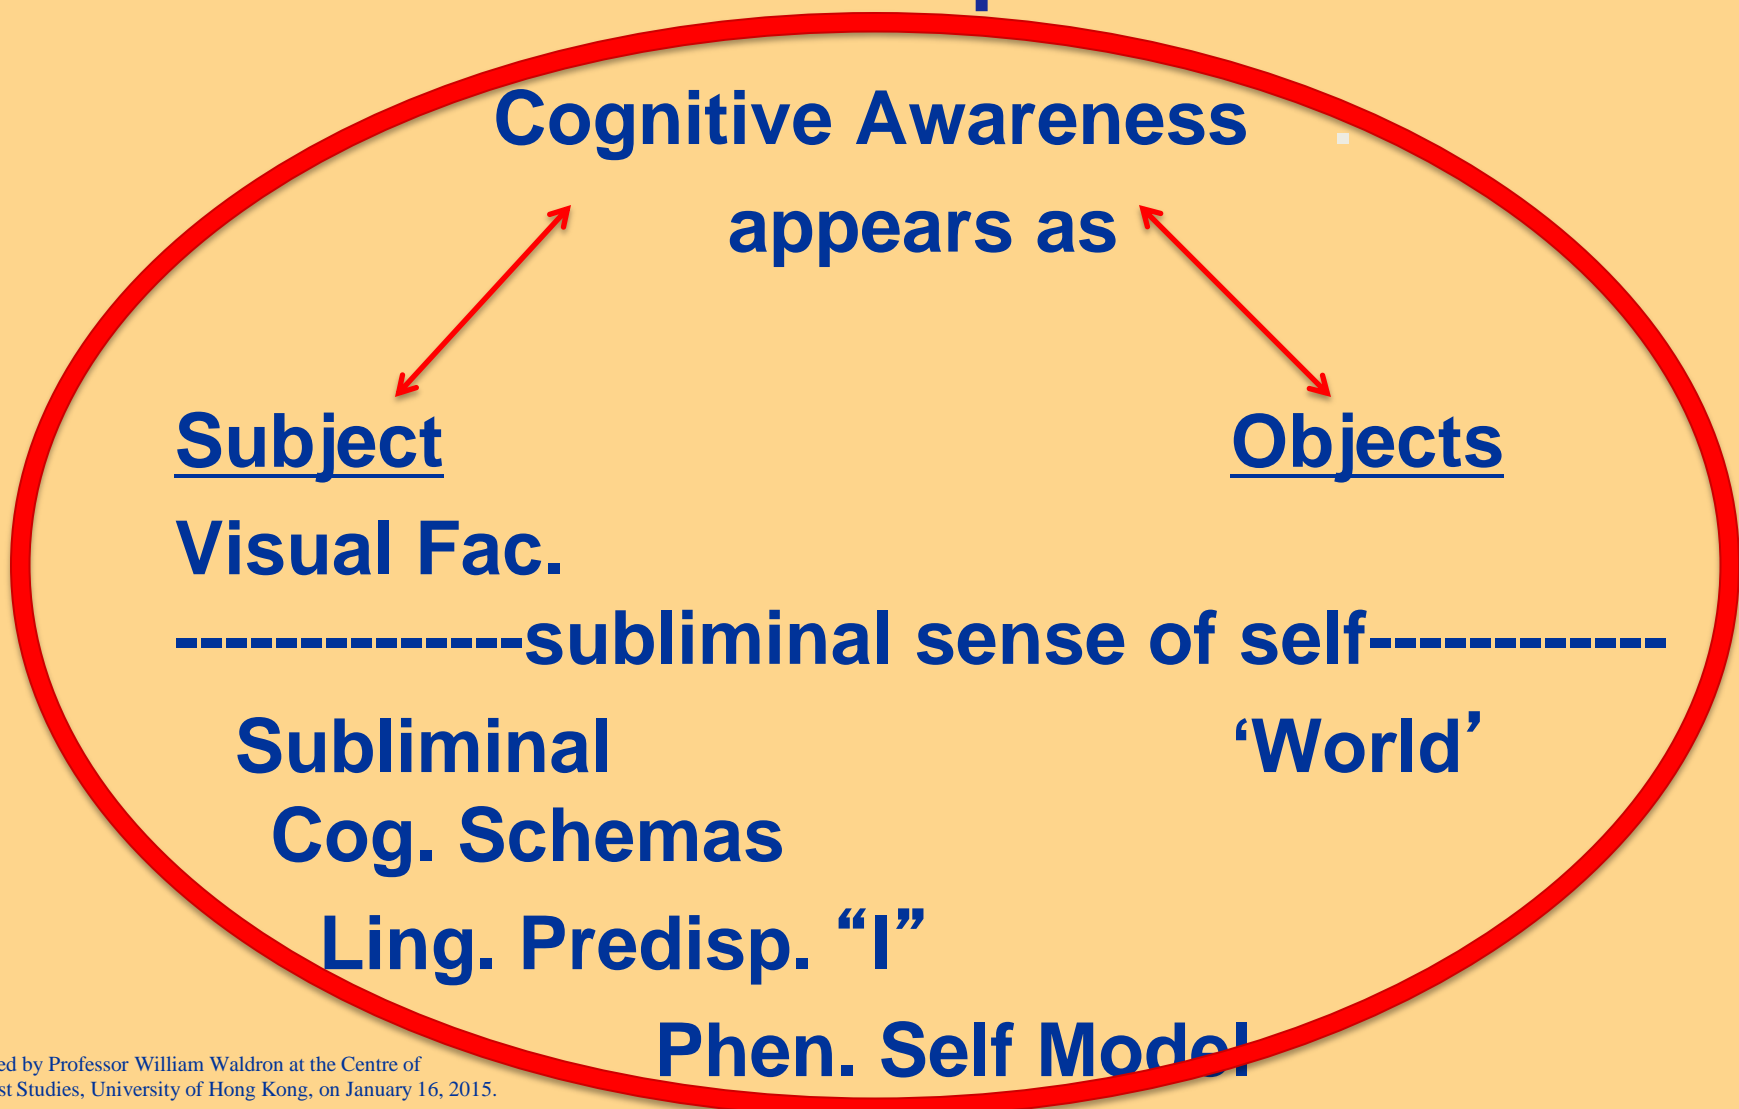 Cognitive Awareness .
appears as
Subject Objects
Visual Fac.
--------------subliminal sense of self------------
Subliminal ‘World’
Cog. Schemas
Ling. Predisp. “I”
Phen. Self Model
ed by Professor William Waldron at the Centre of
st Studies, University of Hong Kong, on January 16, 2015.